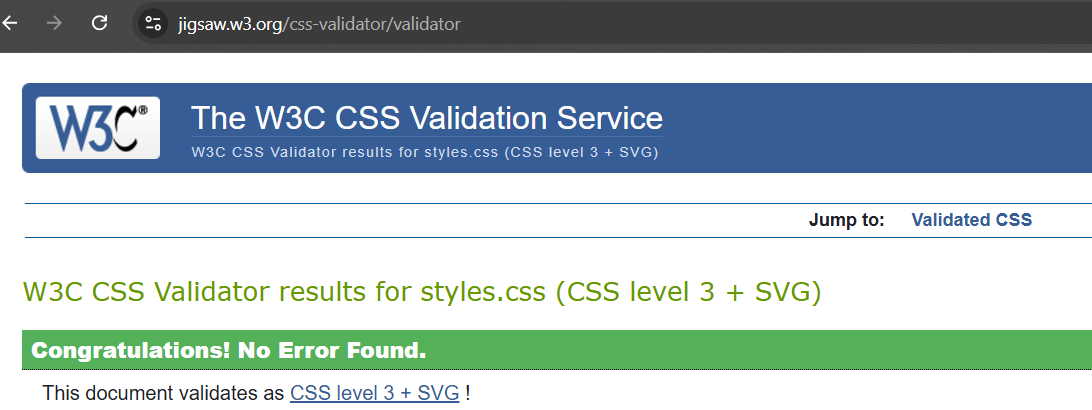 jigsaw.w3.org/css-validator/validator
W3C®
The W3C CSS Validation Service
W3C CSS Validator results for styles.css (CSS level 3 + SVG)
Jump to: Validated CSS
W3C CSS Validator results for styles.css (CSS level 3 + SVG)
Congratulations! No Error Found.
This document validates as CSS level 3 + SVG !